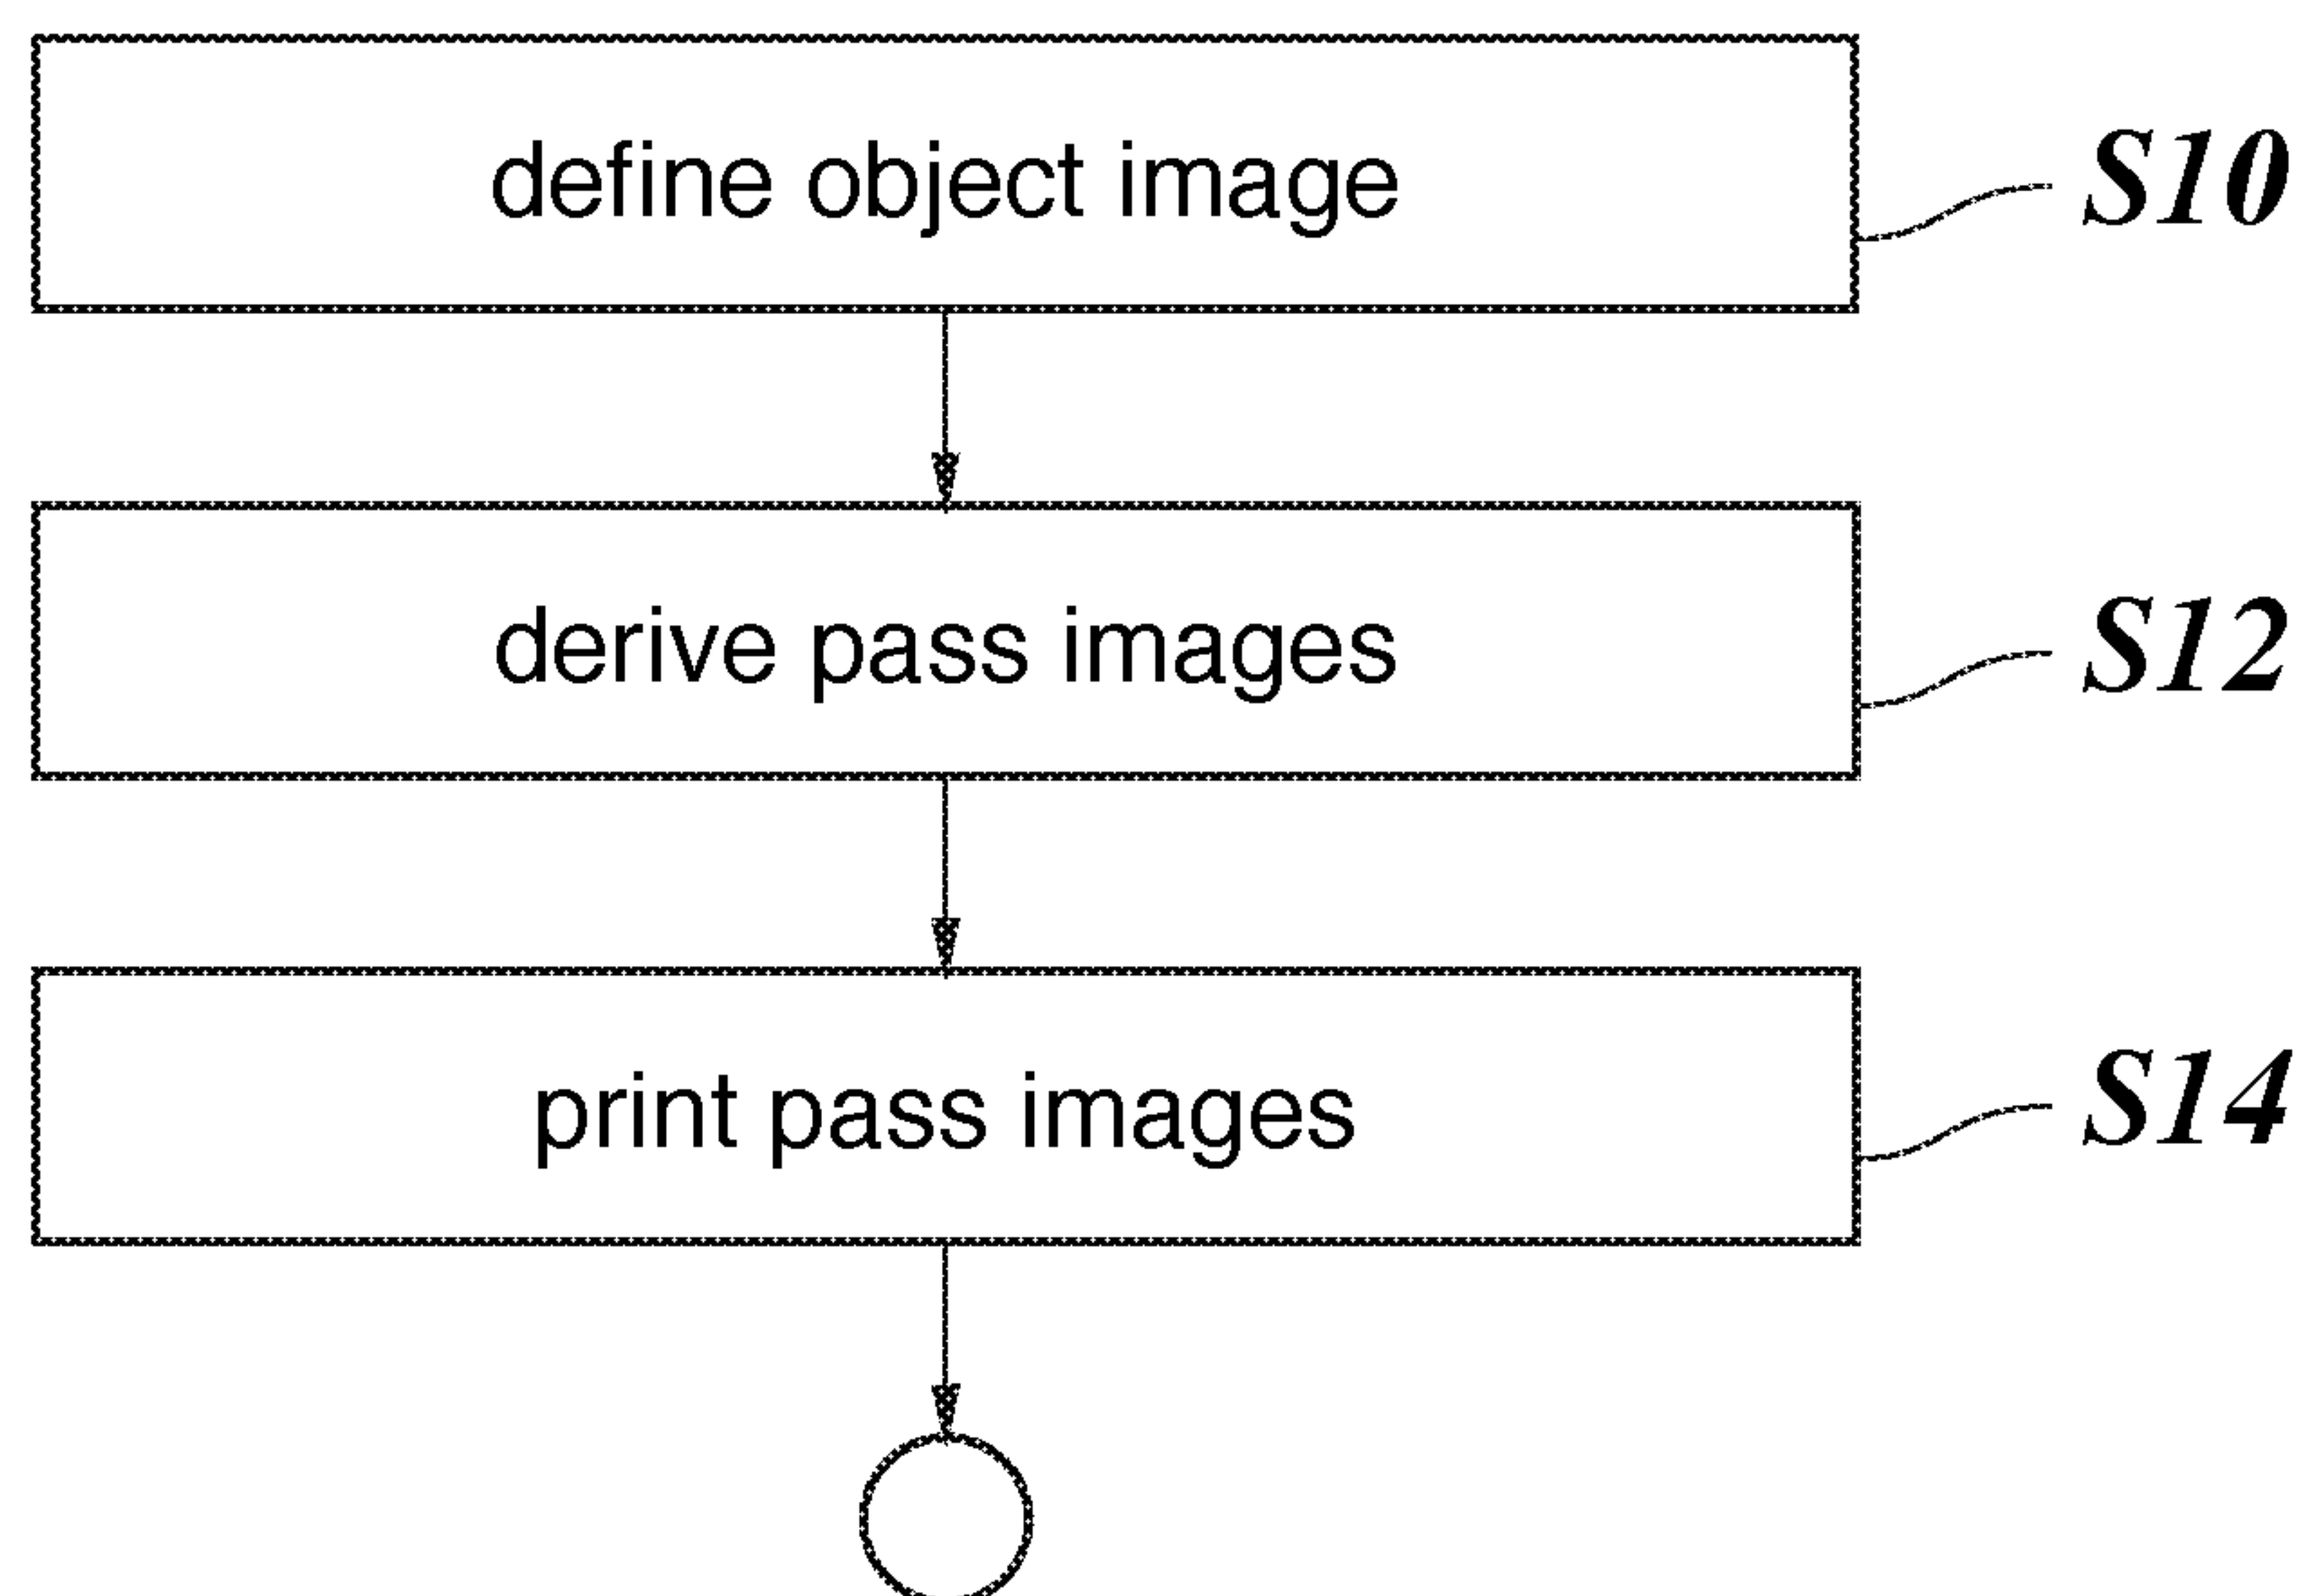 define object image
S10
derive pass images
S12
print pass images
S14